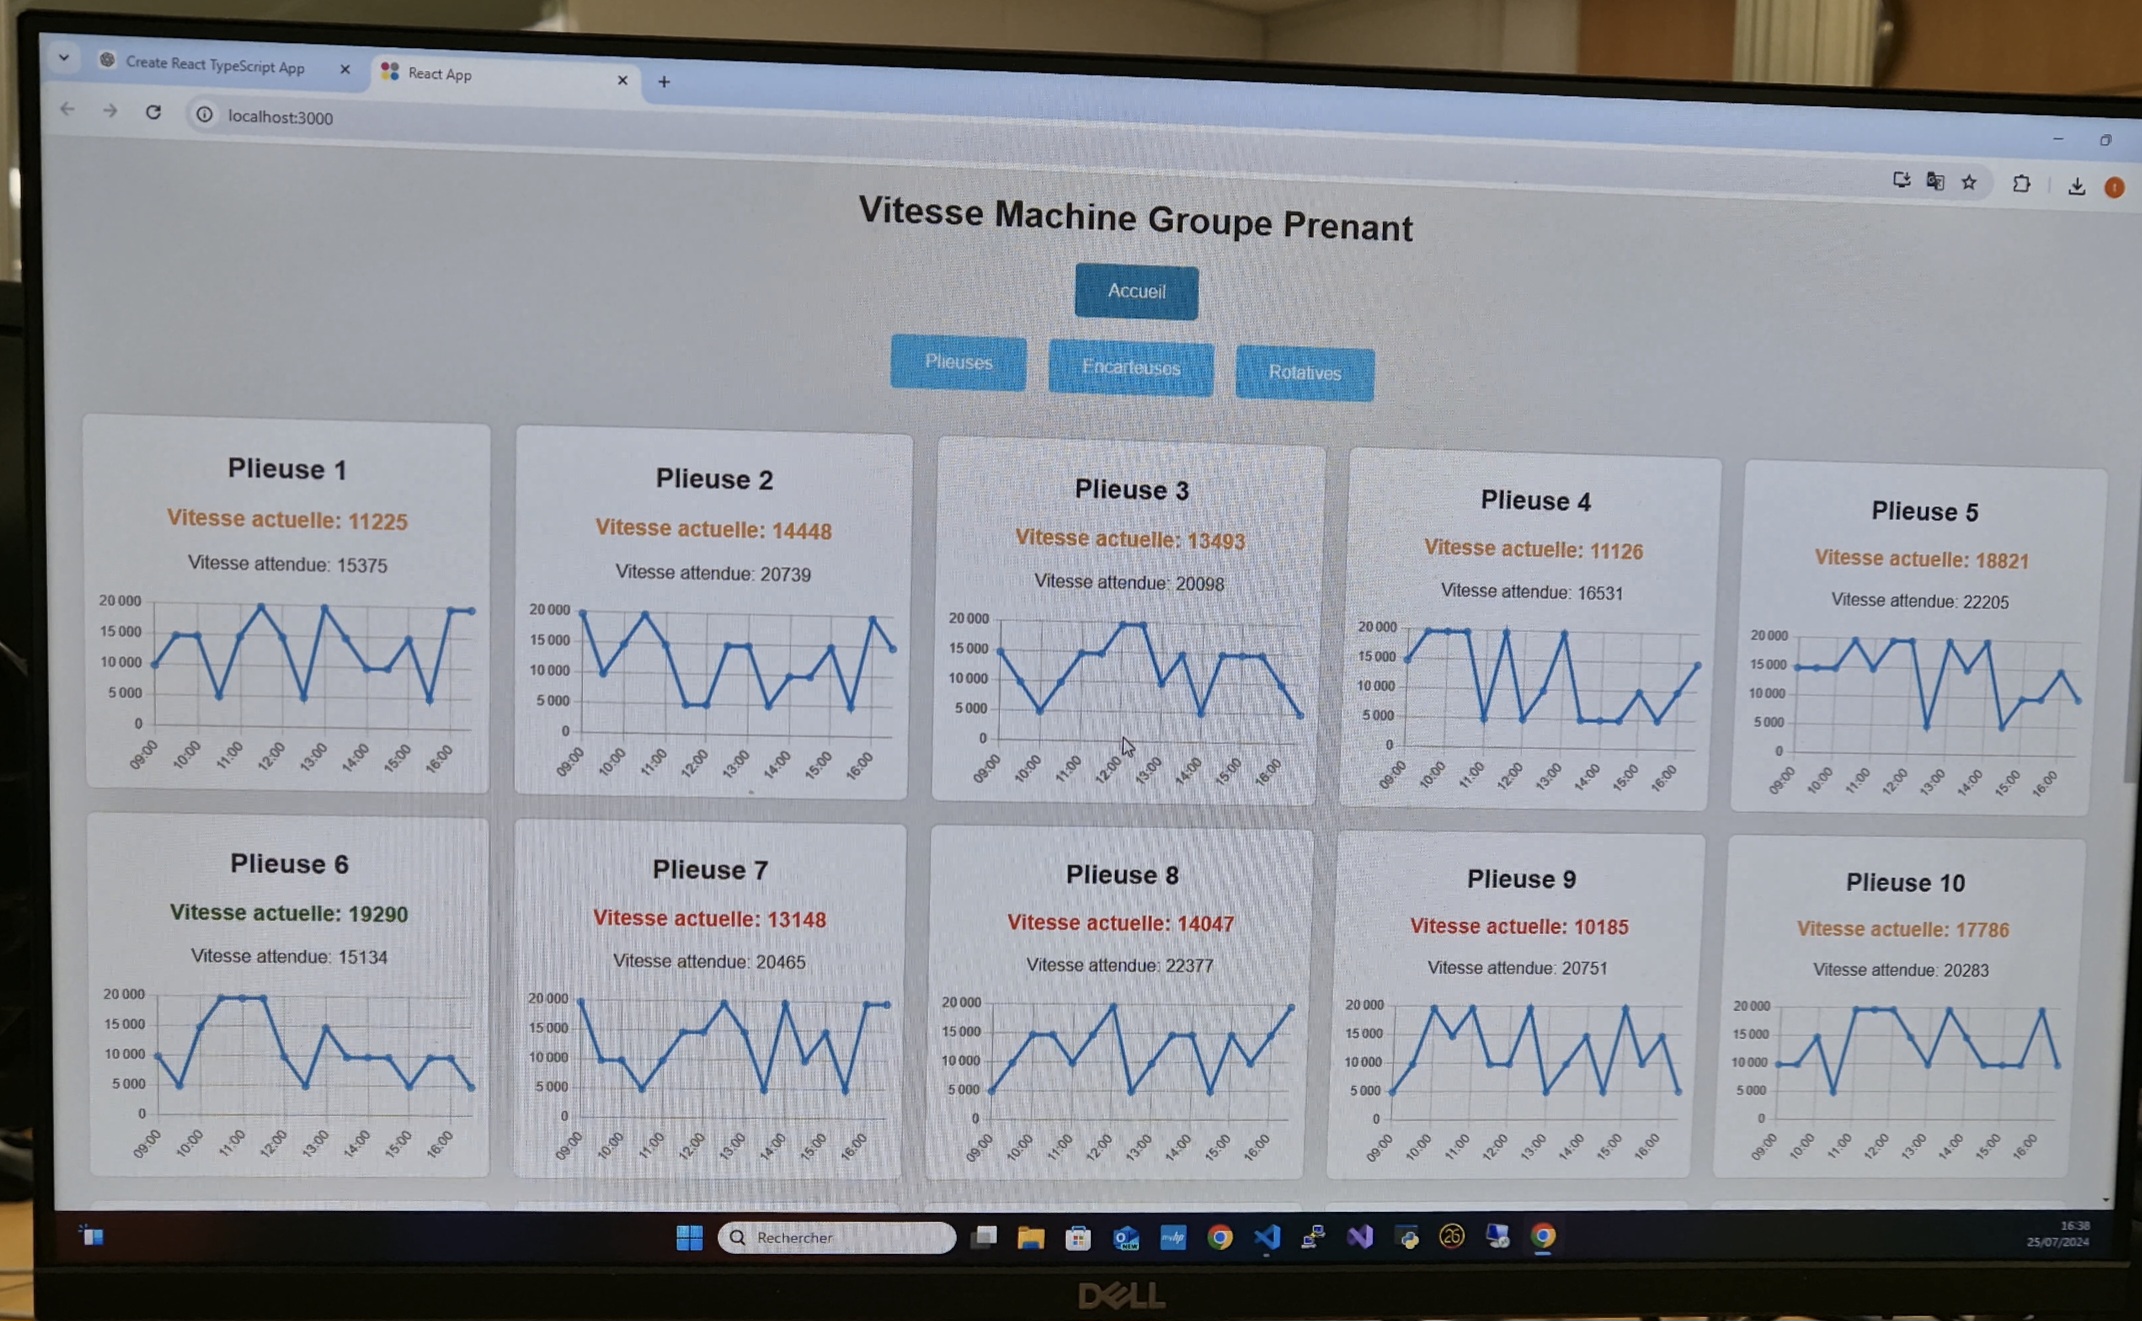 Create React TypeScript App
React App
localhost:3000
Vitesse Machine Groupe Prenant
Accueil
Plieuses Encarteuses Rotatives
Plieuse 1
Vitesse actuelle: 11225
Vitesse attendue: 15375
20 000
15 000
10 000
5 000
0
09:00 10:00 11:00 12:00 13:00 14:00 15:00 16:00
Plieuse 2
Vitesse actuelle: 14448
Vitesse attendue: 20739
20 000
15 000
10 000
5 000
0
09:00 10:00 11:00 12:00 13:00 14:00 15:00 16:00
Plieuse 3
Vitesse actuelle: 13493
Vitesse attendue: 20098
20 000
15 000
10 000
5 000
0
09:00 10:00 11:00 12:00 13:00 14:00 15:00 16:00
Plieuse 4
Vitesse actuelle: 11126
Vitesse attendue: 16531
20 000
15 000
10 000
5 000
0
09:00 10:00 11:00 12:00 13:00 14:00 15:00 16:00
Plieuse 5
Vitesse actuelle: 18821
Vitesse attendue: 22205
20 000
15 000
10 000
5 000
0
09:00 10:00 11:00 12:00 13:00 14:00 15:00 16:00
Plieuse 6
Vitesse actuelle: 19290
Vitesse attendue: 15134
20 000
15 000
10 000
5 000
0
09:00 10:00 11:00 12:00 13:00 14:00 15:00 16:00
Plieuse 7
Vitesse actuelle: 13148
Vitesse attendue: 20465
20 000
15 000
10 000
5 000
0
09:00 10:00 11:00 12:00 13:00 14:00 15:00 16:00
Plieuse 8
Vitesse actuelle: 14047
Vitesse attendue: 22377
20 000
15 000
10 000
5 000
0
09:00 10:00 11:00 12:00 13:00 14:00 15:00 16:00
Plieuse 9
Vitesse actuelle: 10185
Vitesse attendue: 20751
20 000
15 000
10 000
5 000
0
09:00 10:00 11:00 12:00 13:00 14:00 15:00 16:00
Plieuse 10
Vitesse actuelle: 17786
Vitesse attendue: 20283
20 000
15 000
10 000
5 000
0
09:00 10:00 11:00 12:00 13:00 14:00 15:00 16:00
Rechercher
NEW
myhp
26
16:38
25/07/2024
DELL